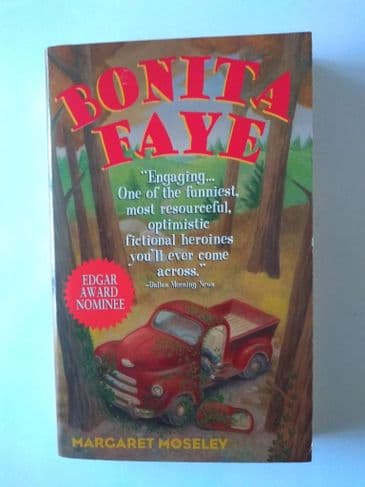 BONITA
FAYE
"Engaging...
One of the funniest,
most resourceful,
optimistic
fictional heroines
you'll ever come
across."
-Dallas Morning News
EDGAR
AWARD
NOMINEE
MARGARET MOSELEY